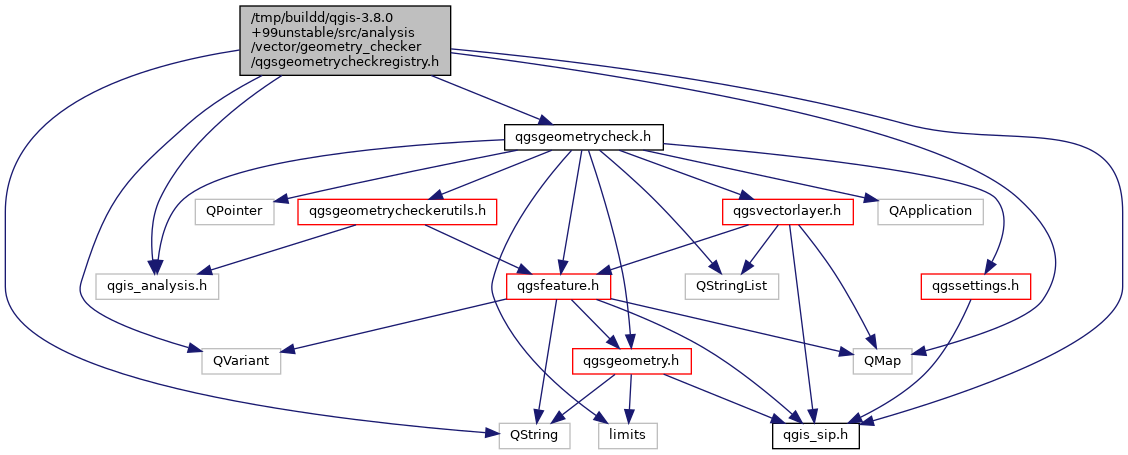 /tmp/buildd/qgis-3.8.0
+99unstable/src/analysis
/vector/geometry_checker
/qgsgeometrycheckregistry.h
qgsgeometrycheck.h
QPointer
qgsgeometrycheckerutils.h
qgsvectorlayer.h
QApplication
qgis_analysis.h
qgsfeature.h
QStringList
qgssettings.h
QVariant
qgsgeometry.h
QMap
QString
limits
qgis_sip.h